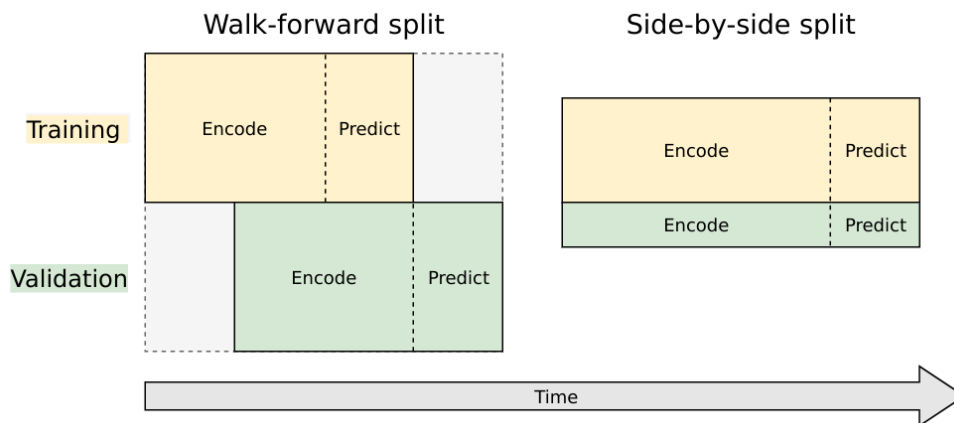 Walk-forward split
Side-by-side split
Training
Encode
Predict
Encode
Predict
Encode
Predict
Validation
Encode
Predict
Time